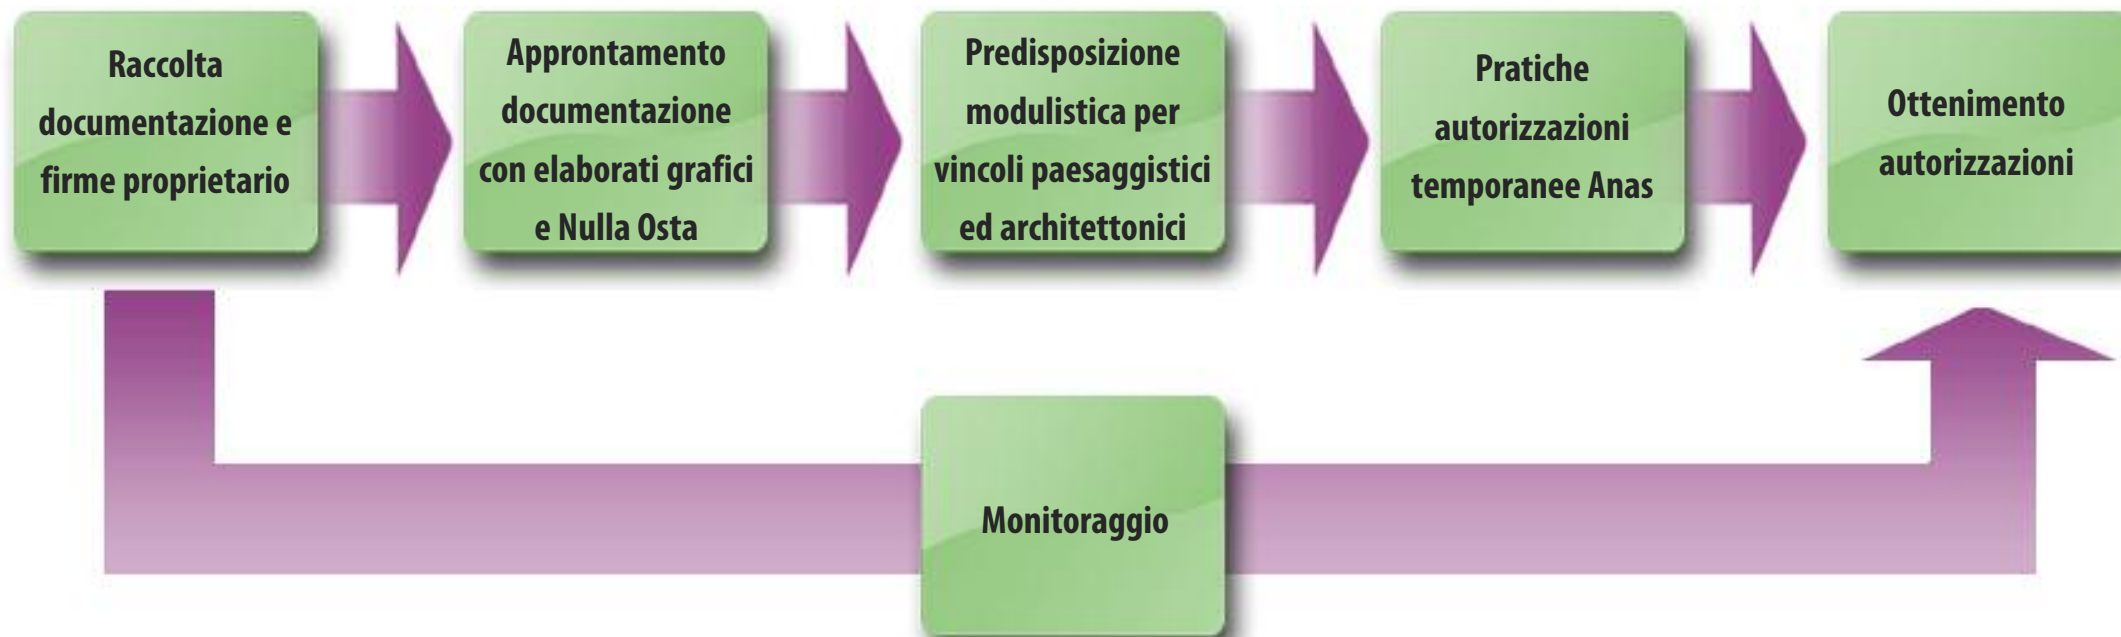 Raccolta
documentazione e
firme proprietario
Approntamento
documentazione
con elaborati grafici
e Nulla Osta
Predisposizione
modulistica per
vincoli paesaggistici
ed architettonici
Pratiche
autorizzazioni
temporanee Anas
Ottenimento
autorizzazioni
Monitoraggio